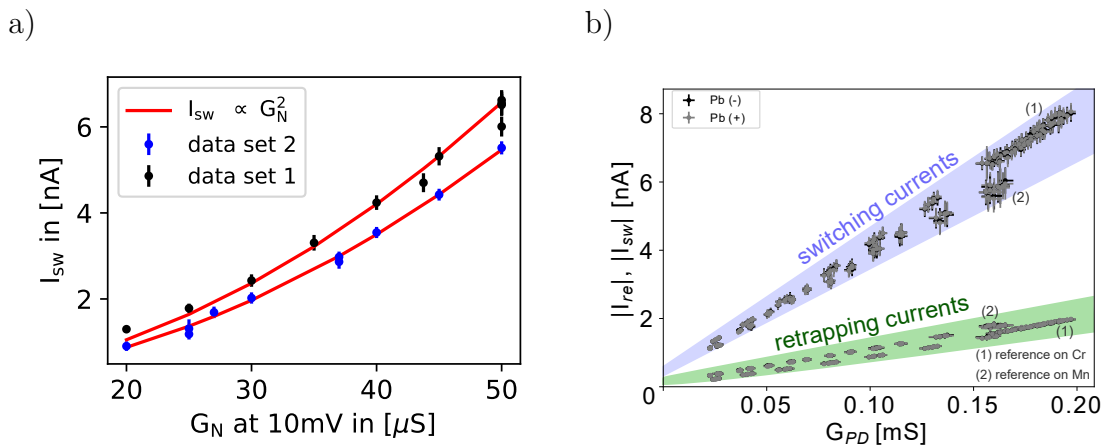 a)
I_sw ∝ G_N^2
data set 2
data set 1
I_sw in [nA]
6
4
2
20
30
40
50
G_N at 10mV in [μS]
b)
Pb (-)
Pb (+)
(1)
(2)
switching currents
retrapping currents
(2)
(1)
(1) reference on Cr
(2) reference on Mn
|I_re|, |I_sw| [nA]
8
6
4
2
0
0.05
0.10
0.15
0.20
G_PD [mS]